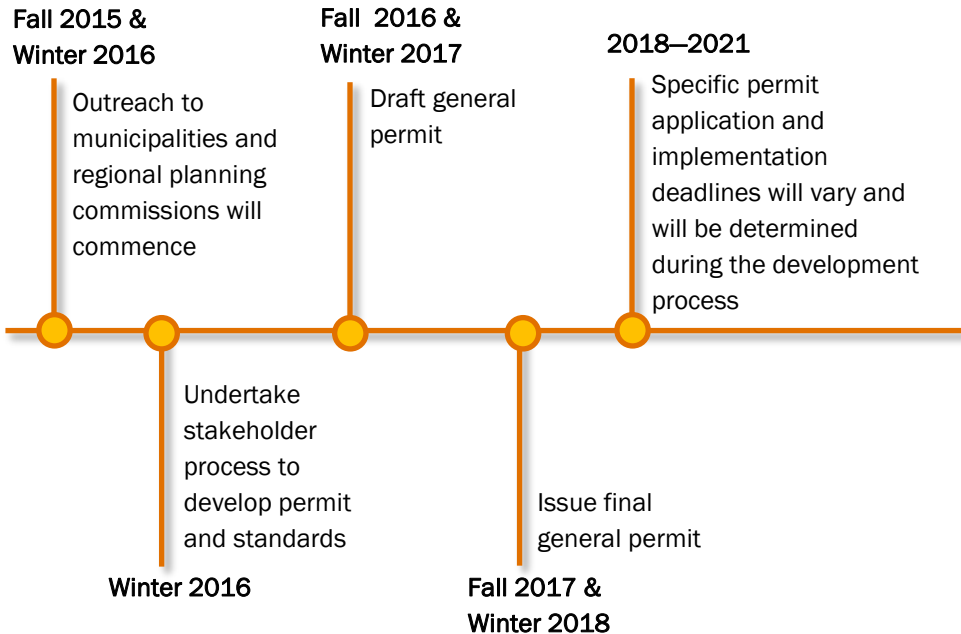 Fall 2015 &
Winter 2016
Outreach to
municipalities and
regional planning
commissions will
commence
Undertake
stakeholder
process to
develop permit
and standards
Winter 2016
Fall 2016 &
Winter 2017
Draft general
permit
Issue final
general permit
Fall 2017 &
Winter 2018
2018—2021
Specific permit
application and
implementation
deadlines will vary and
will be determined
during the development
process